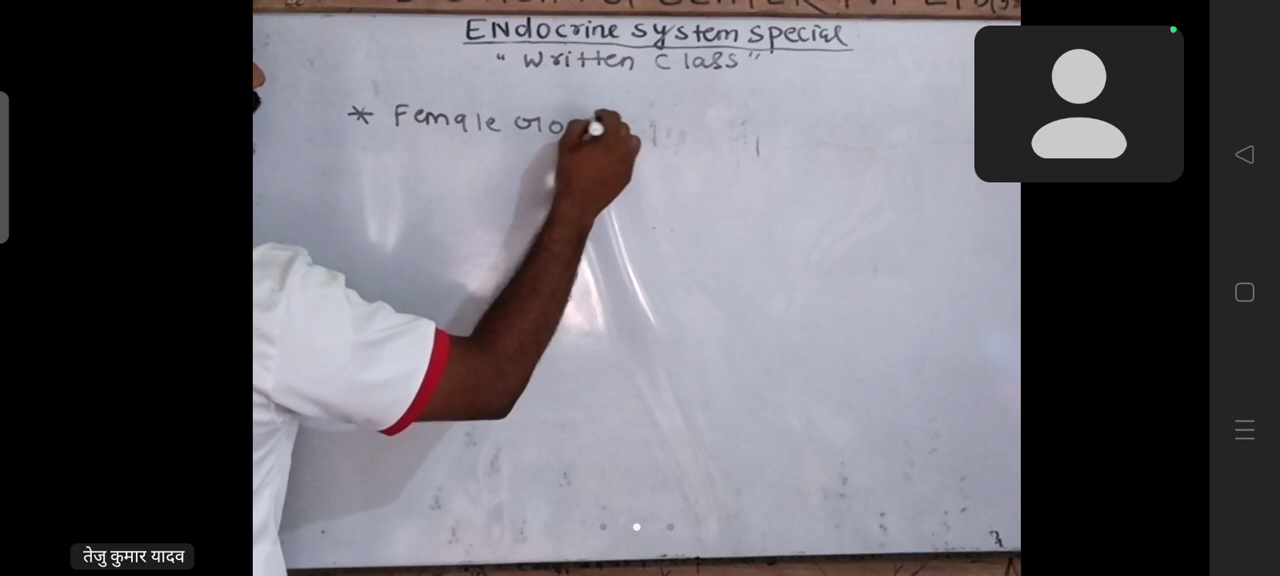 ENdocrine system special
"Written class"
* Female
तेजु कुमार यादव